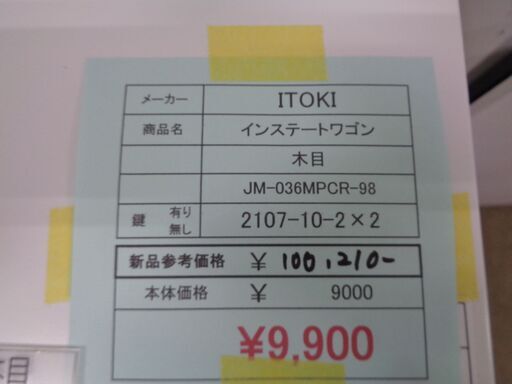 メーカー ITOKI
商品名 インステートワゴン
木目
JM-036MPCR-98
鍵 有り 無し 2107-10-2×2
新品参考価格 ¥ 100,210-
本体価格 ¥ 9000
¥9,900
木目